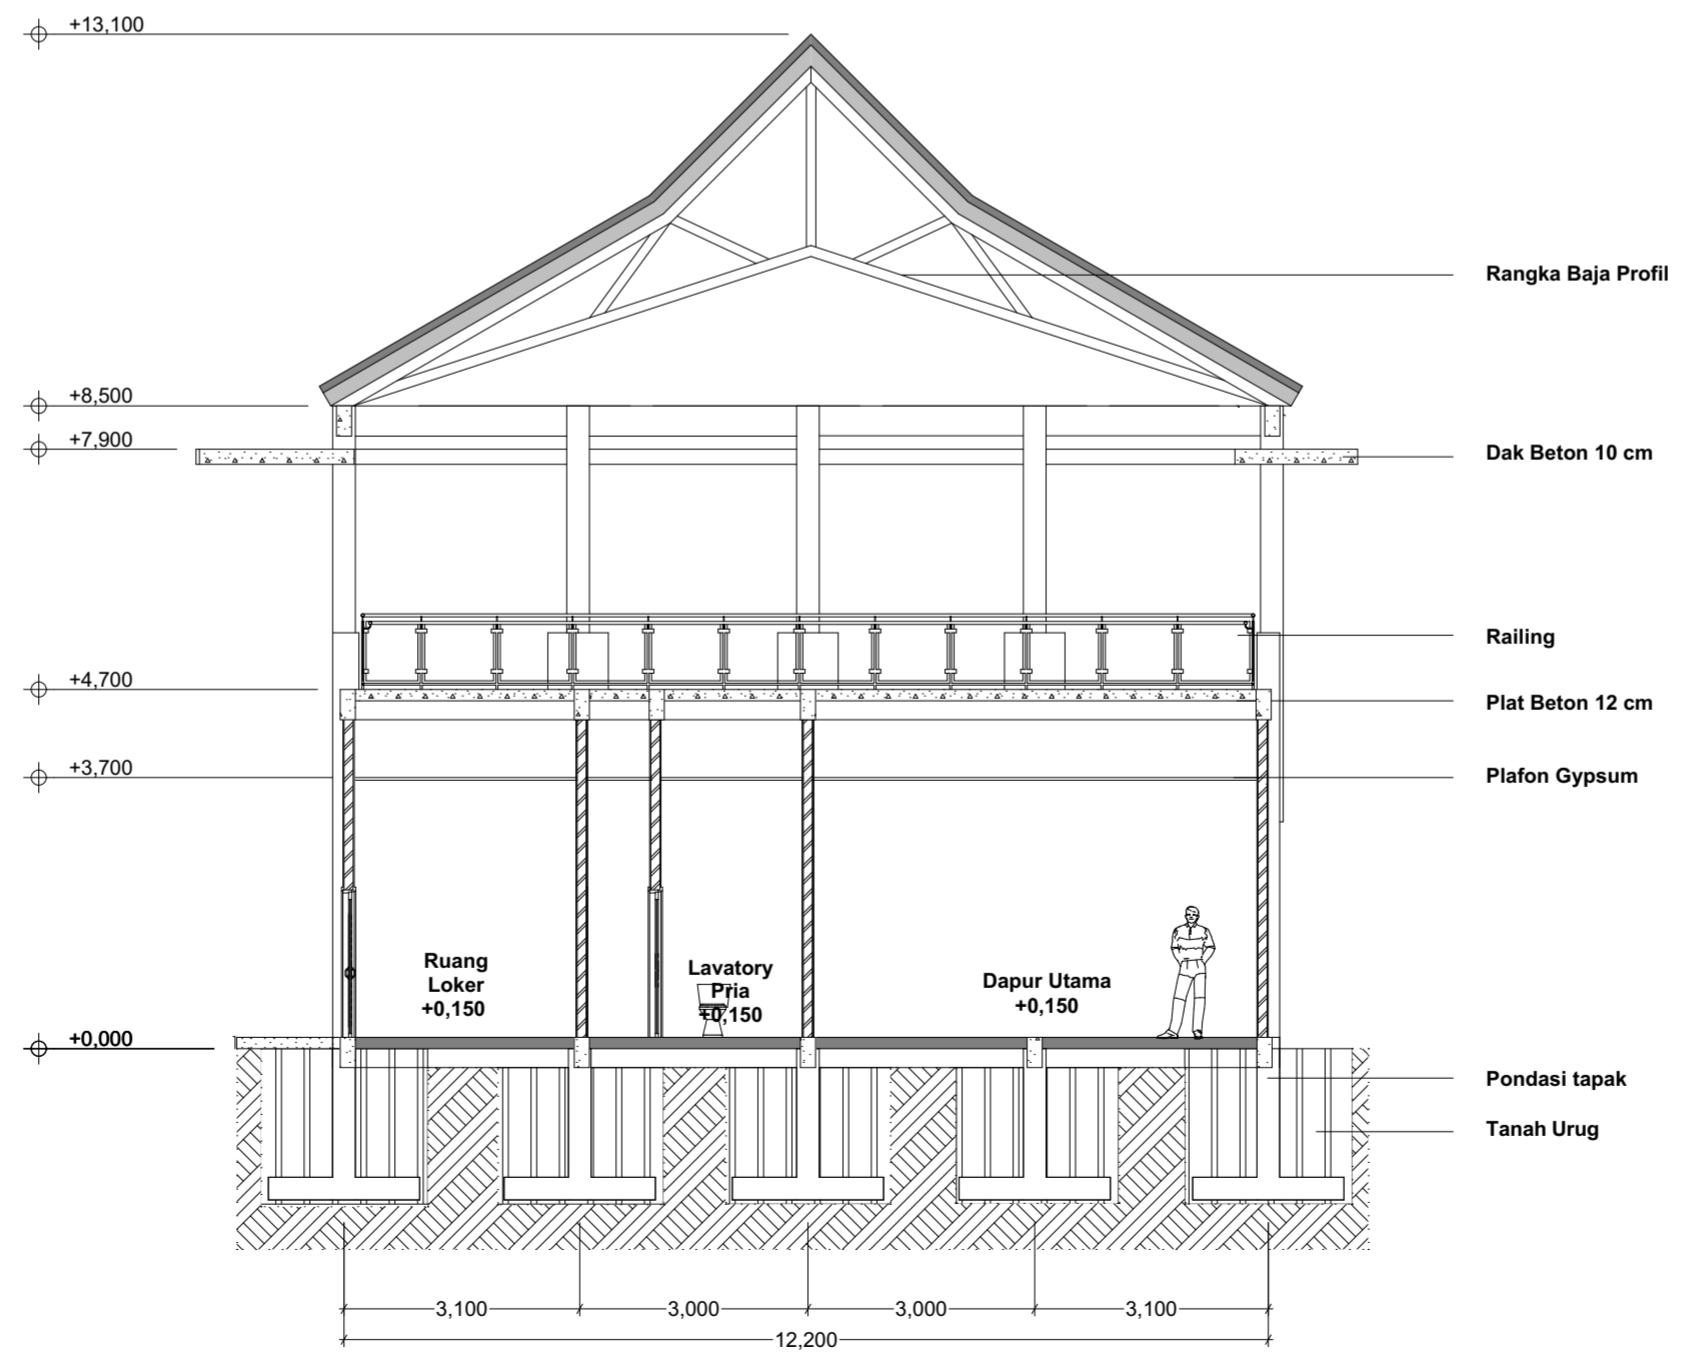 +13,100
Rangka Baja Profil
+8,500
+7,900
Dak Beton 10 cm
Railing
+4,700
Plat Beton 12 cm
+3,700
Plafon Gypsum
Ruang
Loker
+0,150
Lavatory
Pria
+0,150
Dapur Utama
+0,150
+0,000
Pondasi tapak
Tanah Urug
3,100
3,000
3,000
3,100
12,200